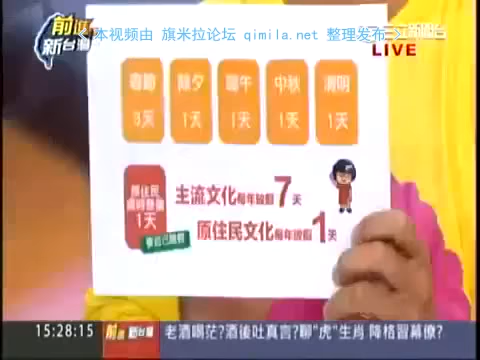 前進
新台灣
本视频由 旗米拉论坛 qimila.net 整理发布
LIVE
春節 除夕 端午 中秋 清明
3天 1天 1天 1天 1天
原住民
歲時祭儀
1天
主流文化每年放假7天
原住民文化每年放假1天
15:28:15 前進新台灣 老酒喝茫?酒後吐真言?聊"虎"生肖 降格習幕僚?